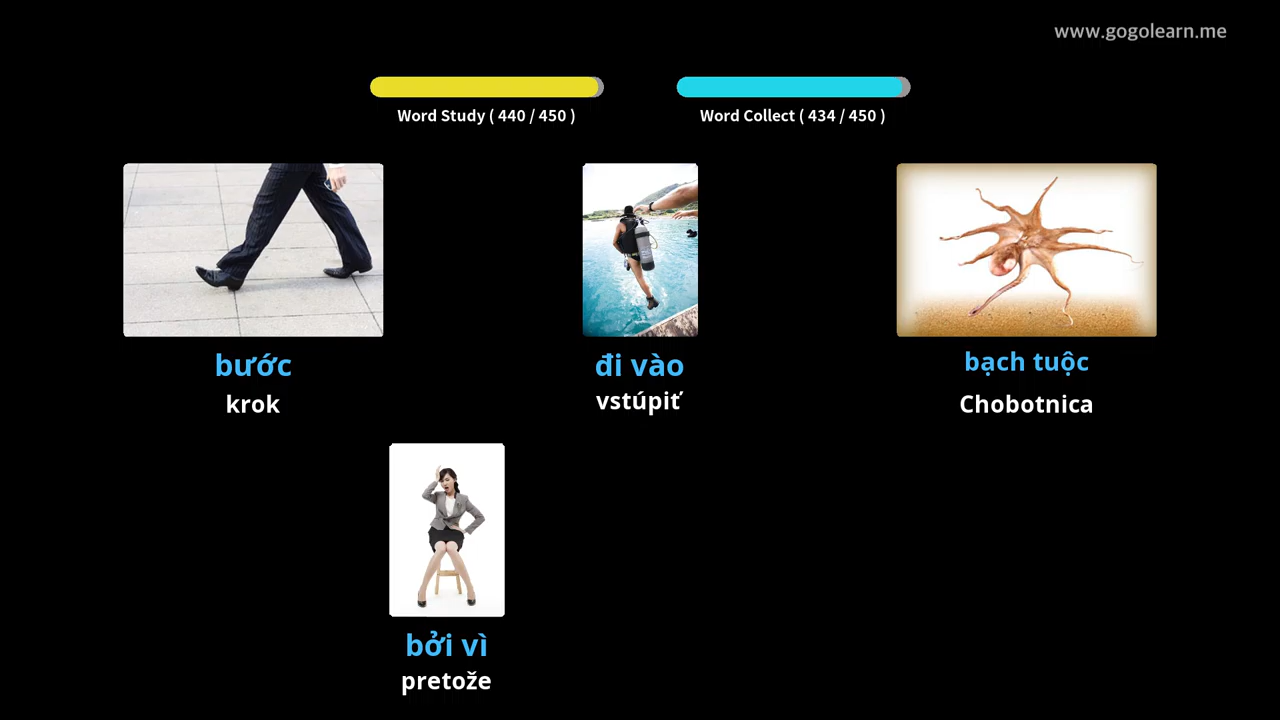 www.gogolearn.me
Word Study ( 440 / 450 )
Word Collect ( 434 / 450 )
bước
krok
đi vào
vstúpiť
bạch tuộc
Chobotnica
bởi vì
pretože